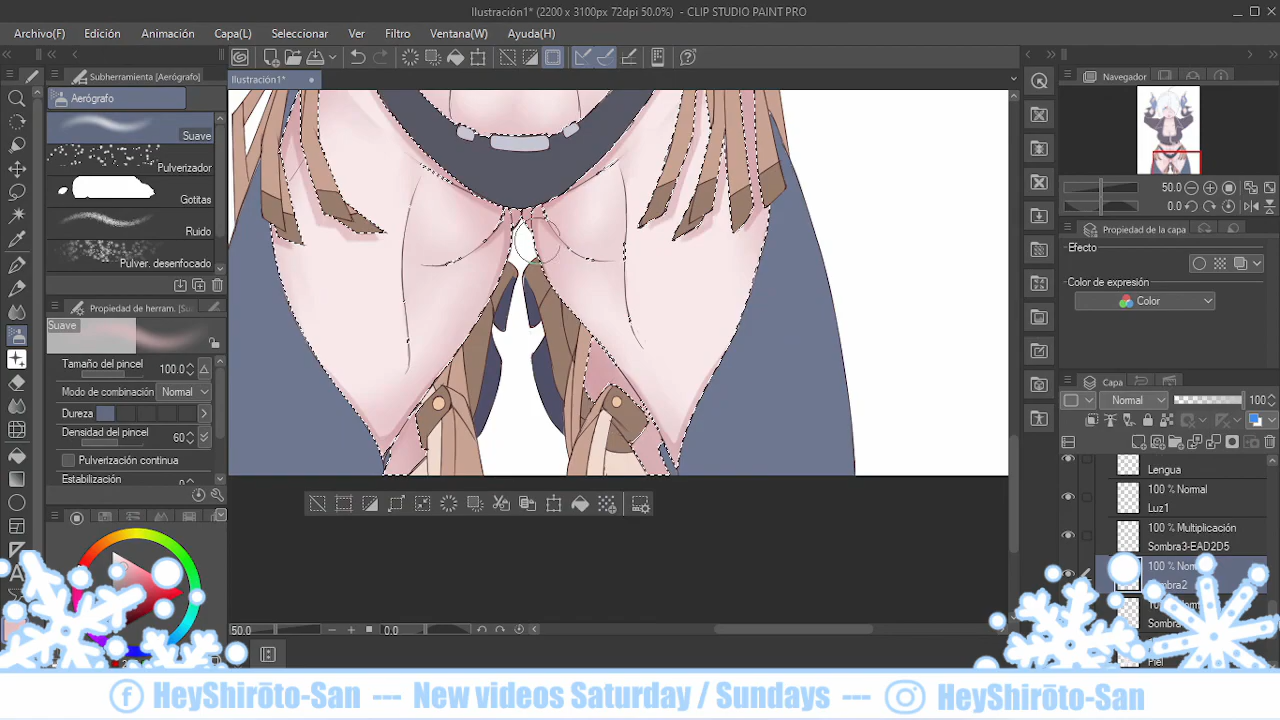 Ilustración1* (2200 x 3100px 72dpi 50.0%) - CLIP STUDIO PAINT PRO
Archivo(F) Edición Animación Capa(L) Seleccionar Ver Filtro Ventana(W) Ayuda(H)
Subherramienta (Aerógrafo)
Aerógrafo
Suave
Pulverizador
Gotitas
Ruido
Pulver. desenfocado
Ilustración1*
Propiedad de herram. (Su
Suave
Tamaño del pincel 100.0
Modo de combinación Normal
Dureza
Densidad del pincel 60
Pulverización continua
Estabilización
50.0 0.0
Navegador
50.0
0.0
Propiedad de la capa
Efecto
Color de expresión
Color
Capa
Normal 100
Lengua
100 % Normal
Luz1
100 % Multiplicación
Sombra3-EAD2D5
Piel
HeyShirōto-San --- New videos Saturday / Sundays --- HeyShirōto-San